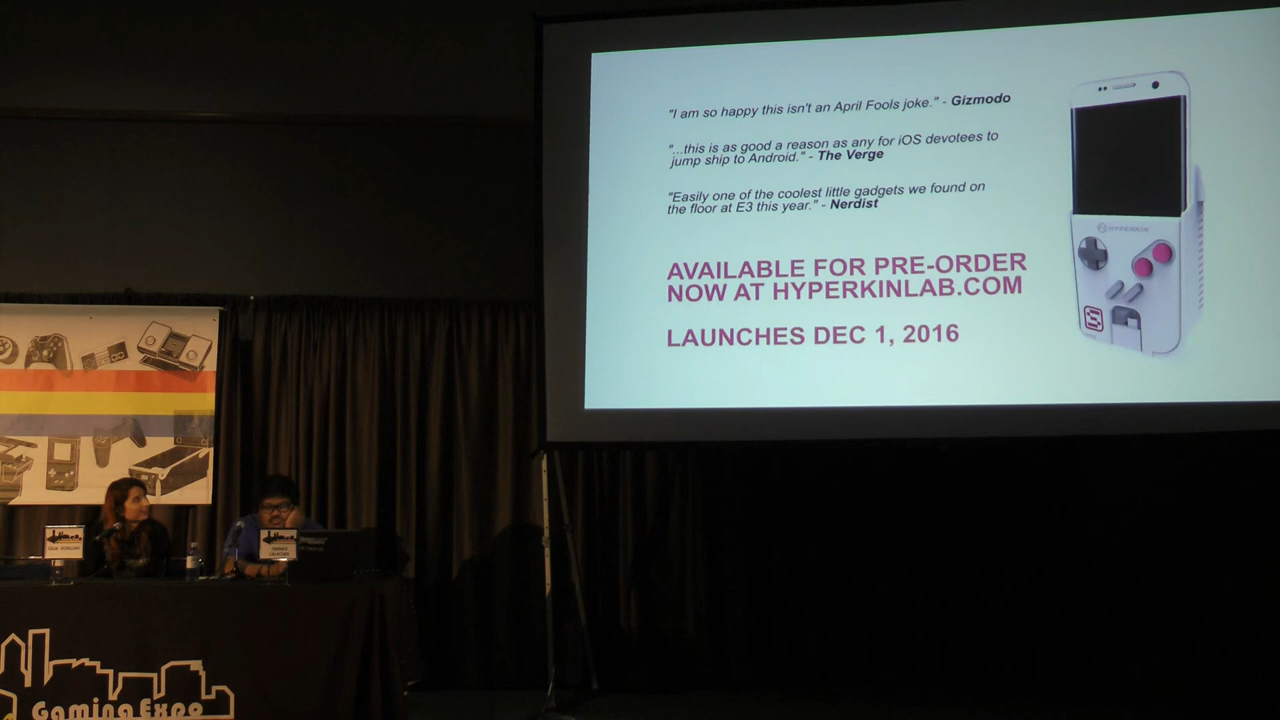 "I am so happy this isn't an April Fools joke." - Gizmodo
"...this is as good a reason as any for iOS devotees to
jump ship to Android." - The Verge
"Easily one of the coolest little gadgets we found on
the floor at E3 this year." - Nerdist
AVAILABLE FOR PRE-ORDER
NOW AT HYPERKINLAB.COM
LAUNCHES DEC 1, 2016
HYPERKIN
Gaming Expo